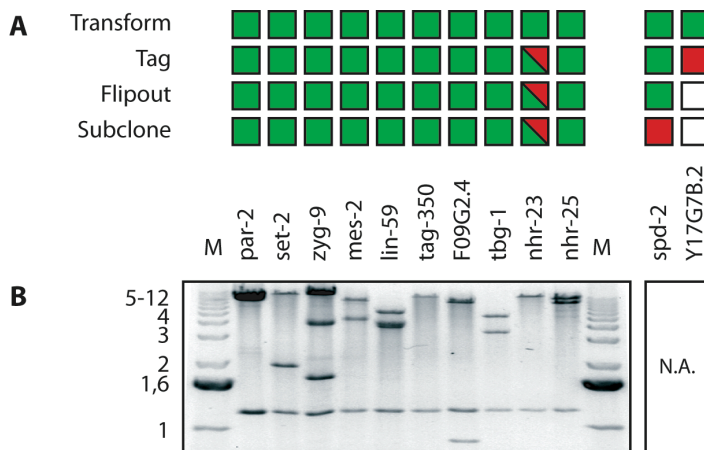 A
Transform
Tag
Flipout
Subclone
M par-2 set-2 zyg-9 mes-2 lin-59 tag-350 F09G2.4 tbg-1 nhr-23 nhr-25 M spd-2 Y17G7B.2
B
5-12
4
3
2
1,6
1
N.A.